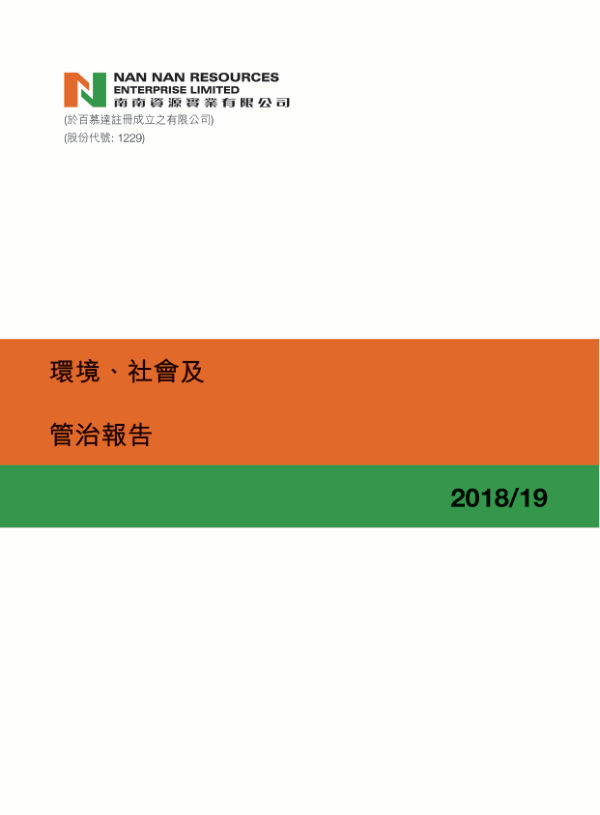 NAN NAN RESOURCES
ENTERPRISE LIMITED
南南資源實業有限公司
(於百慕達註冊成立之有限公司)
(股份代號: 1229)
環境、社會及
管治報告
2018/19